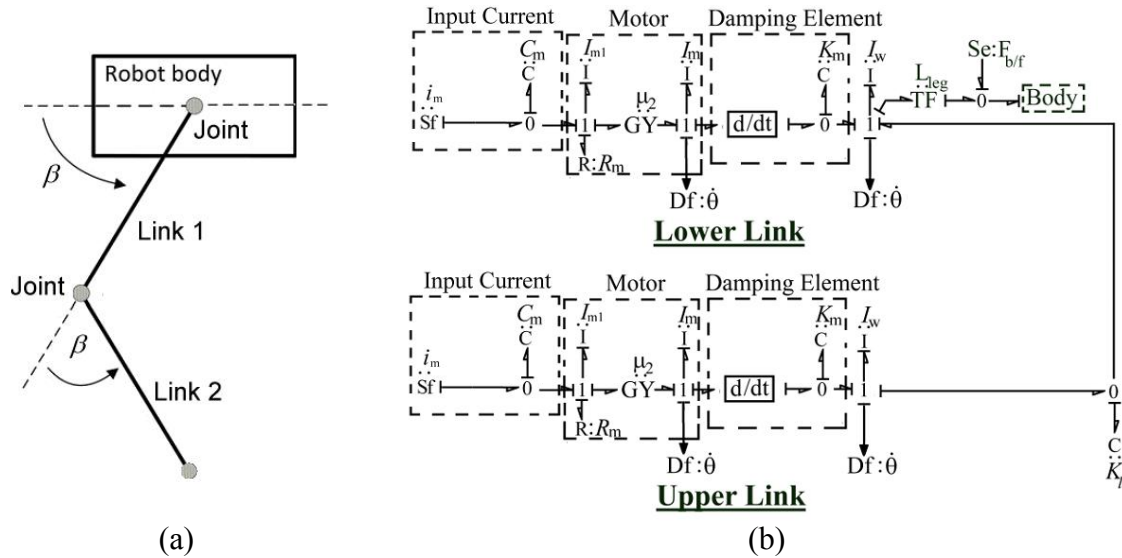 Robot body
Joint
β
Link 1
Joint
β
Link 2
(a)
Input Current Motor Damping Element
C_m I_m1 I_m K_m I_w Se:F_b/f
C I I C I L_leg
i_m μ_2 TF 0 Body
Sf 0 1 GY 1 d/dt 0 1
R:R_m
Df:θ̇ Df:θ̇
Lower Link
Input Current Motor Damping Element
C_m I_m1 I_m K_m I_w
C I I C I
i_m μ_2
Sf 0 1 GY 1 d/dt 0 1 0
R:R_m
C
Df:θ̇ Df:θ̇ K_l
Upper Link
(b)